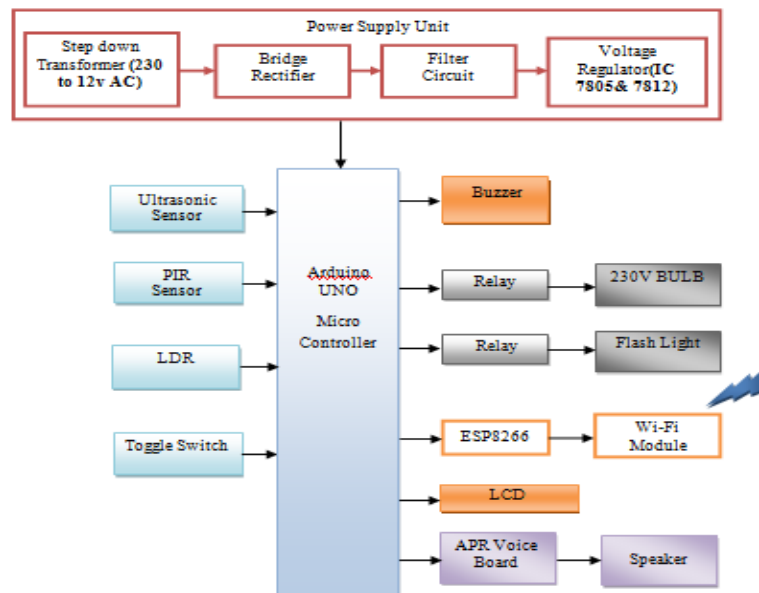 Power Supply Unit
Step down
Transformer (230
to 12v AC)
Bridge
Rectifier
Filter
Circuit
Voltage
Regulator(IC
7805& 7812)
Ultrasonic
Sensor
PIR
Sensor
LDR
Toggle Switch
Arduino
UNO
Micro
Controller
Buzzer
Relay
230V BULB
Relay
Flash Light
ESP8266
Wi-Fi
Module
LCD
APR Voice
Board
Speaker